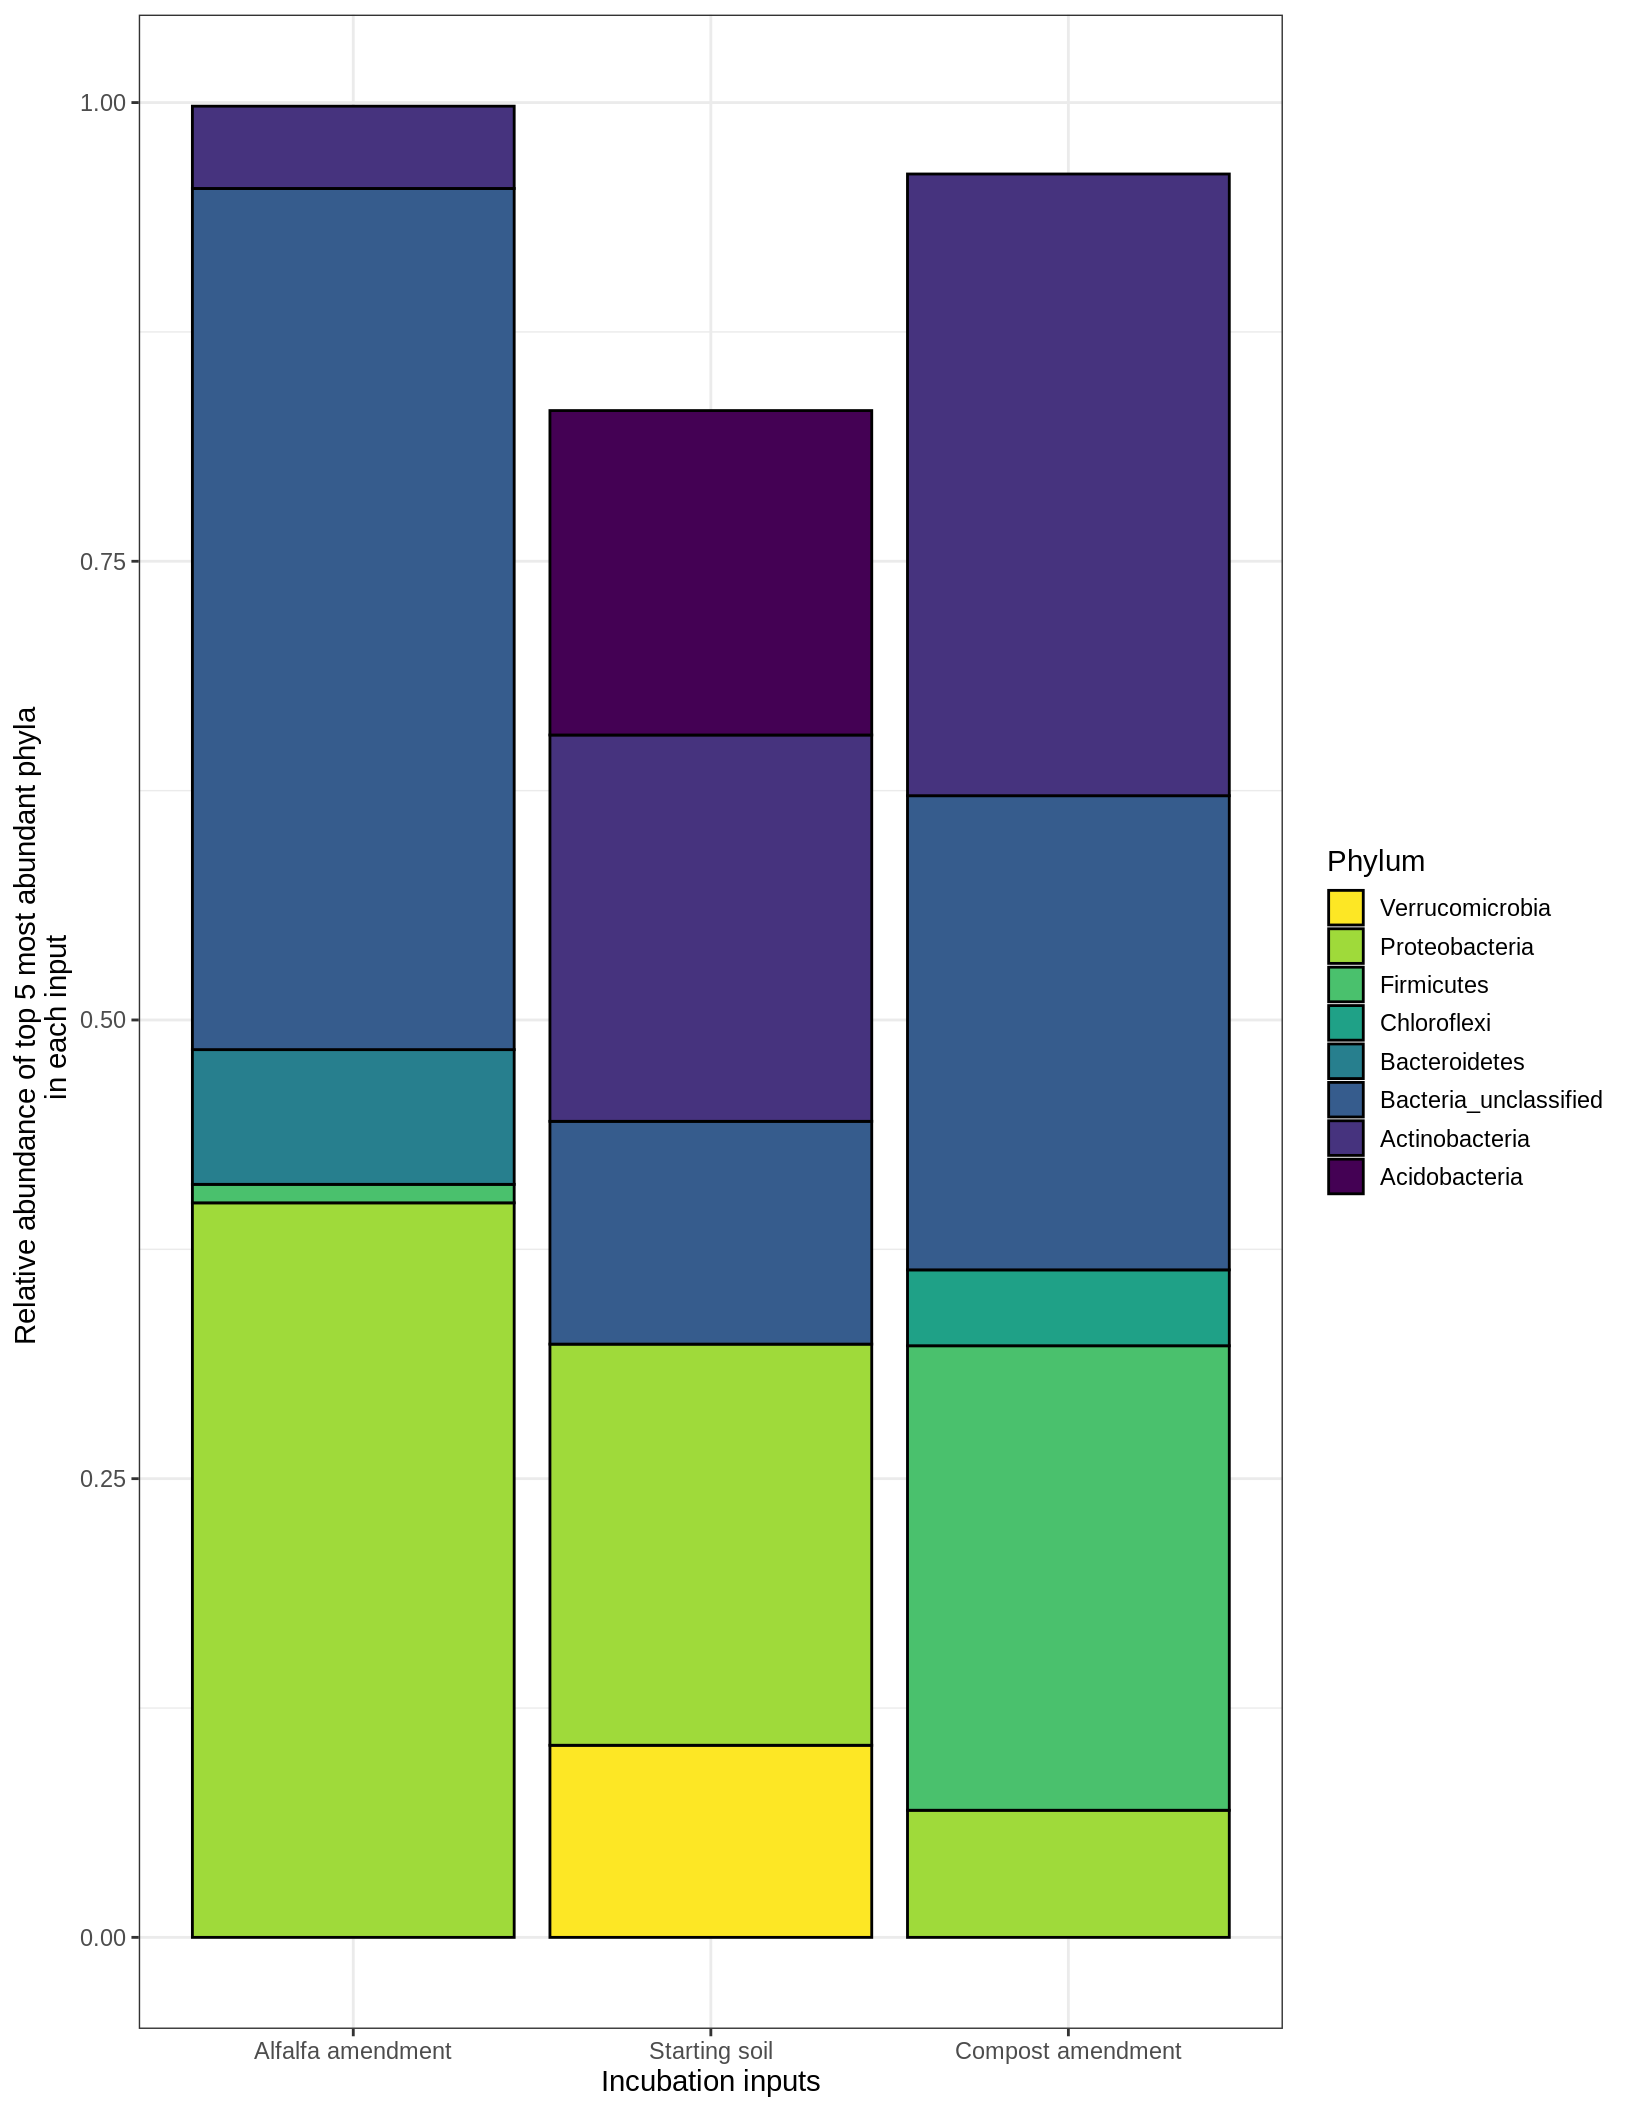 Relative abundance of top 5 most abundant phyla
in each input
1.00
0.75
0.50
0.25
0.00
Alfalfa amendment
Starting soil
Compost amendment
Incubation inputs
Phylum
Verrucomicrobia
Proteobacteria
Firmicutes
Chloroflexi
Bacteroidetes
Bacteria_unclassified
Actinobacteria
Acidobacteria